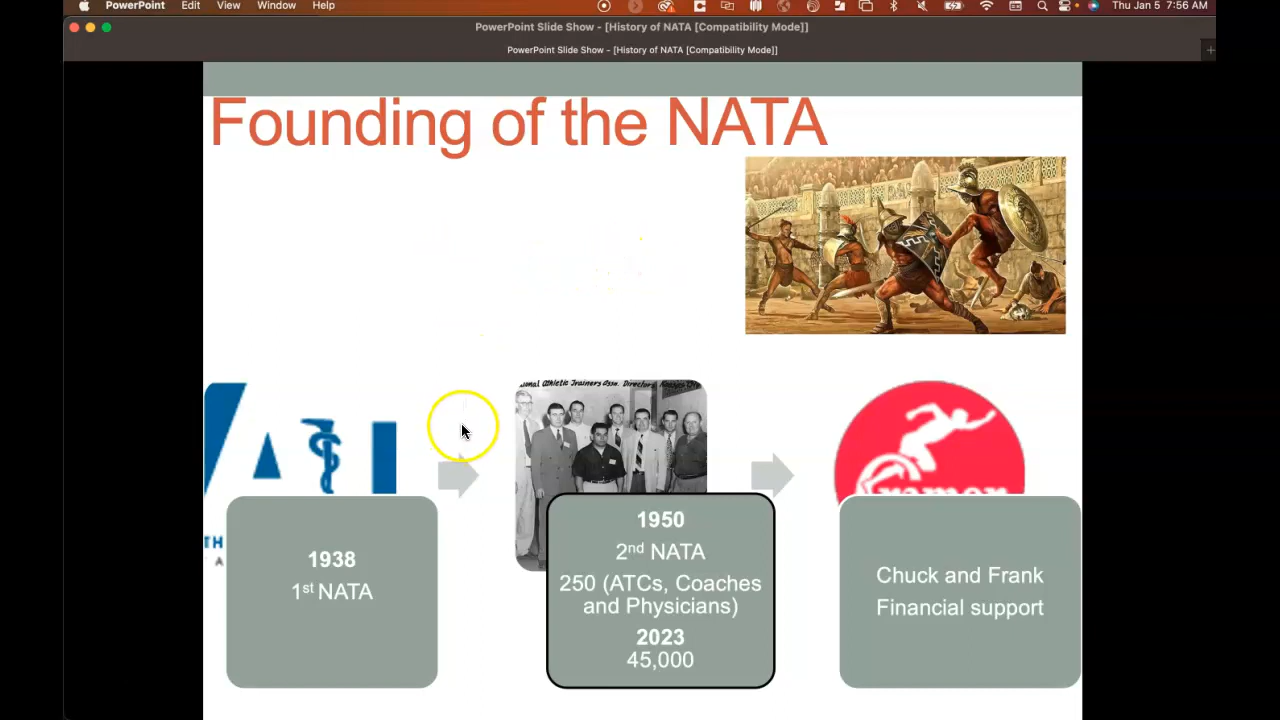 PowerPoint Edit View Window Help Thu Jan 5 7:56 AM
PowerPoint Slide Show - [History of NATA [Compatibility Mode]]
PowerPoint Slide Show - [History of NATA [Compatibility Mode]]
Founding of the NATA
1938
1st NATA
1950
2nd NATA
250 (ATCs, Coaches
and Physicians)
2023
45,000
Chuck and Frank
Financial support